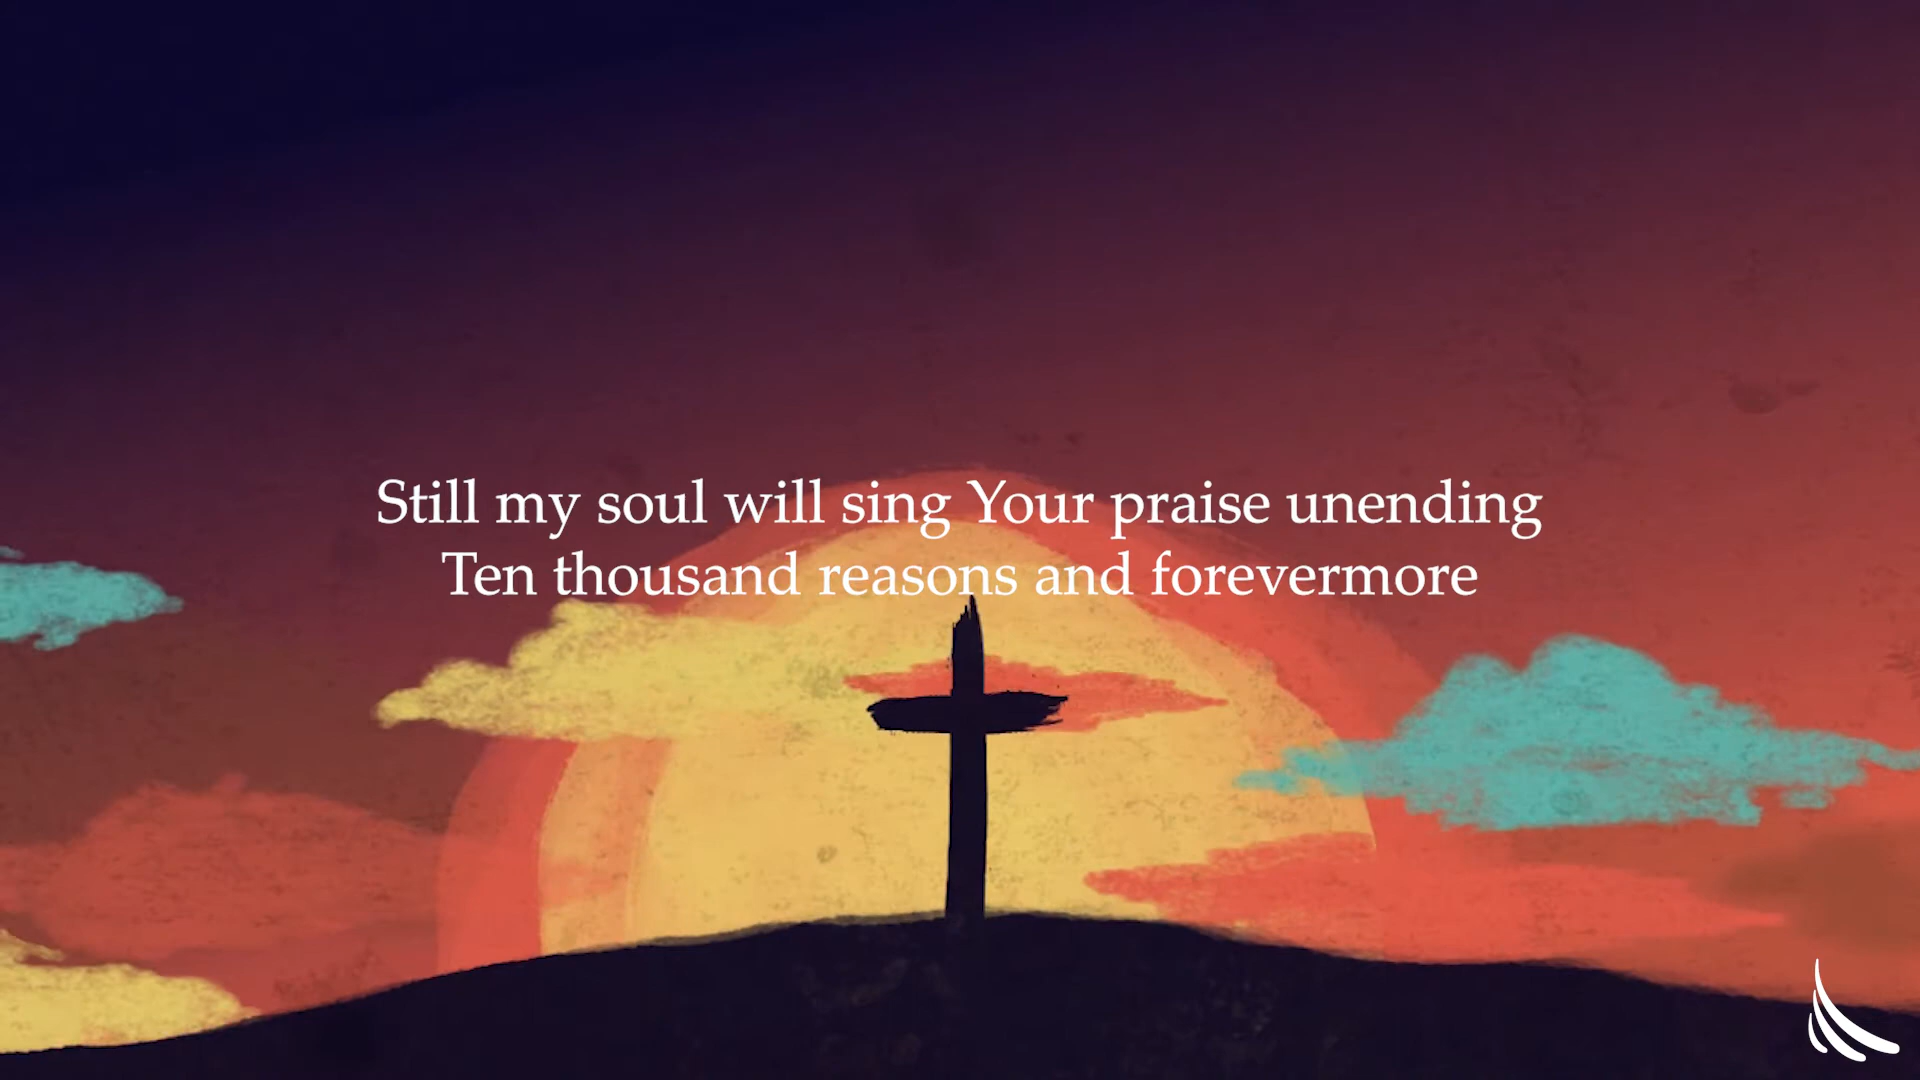 Still my soul will sing Your praise unending
Ten thousand reasons and forevermore